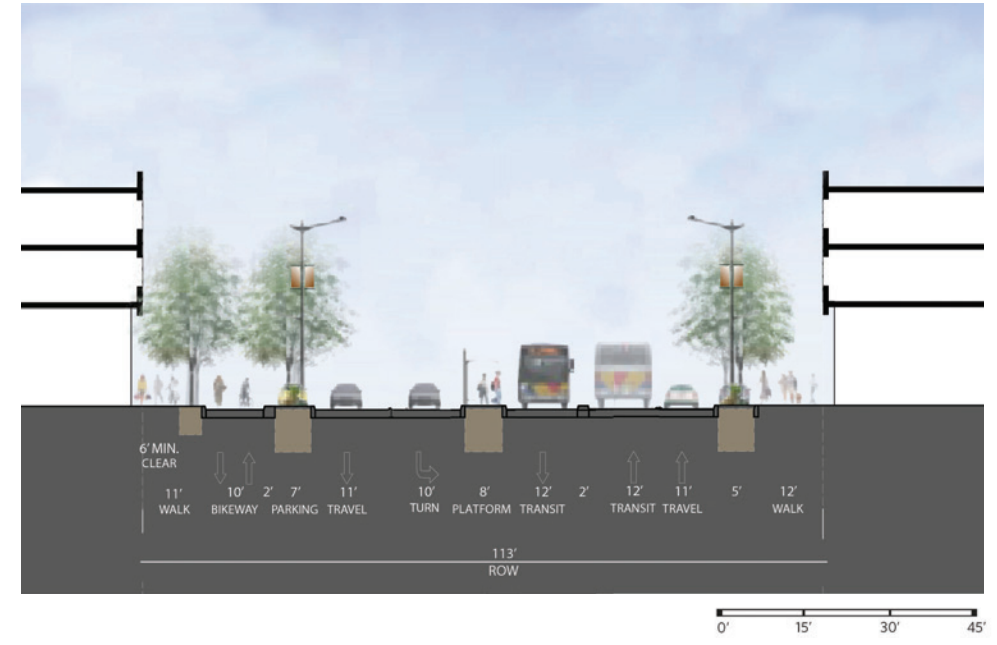 6' MIN.
CLEAR
11' 10' 2' 7' 11' 10' 8' 12' 2' 12' 11' 5' 12'
WALK BIKEWAY PARKING TRAVEL TURN PLATFORM TRANSIT TRANSIT TRAVEL WALK
113'
ROW
0' 15' 30' 45'